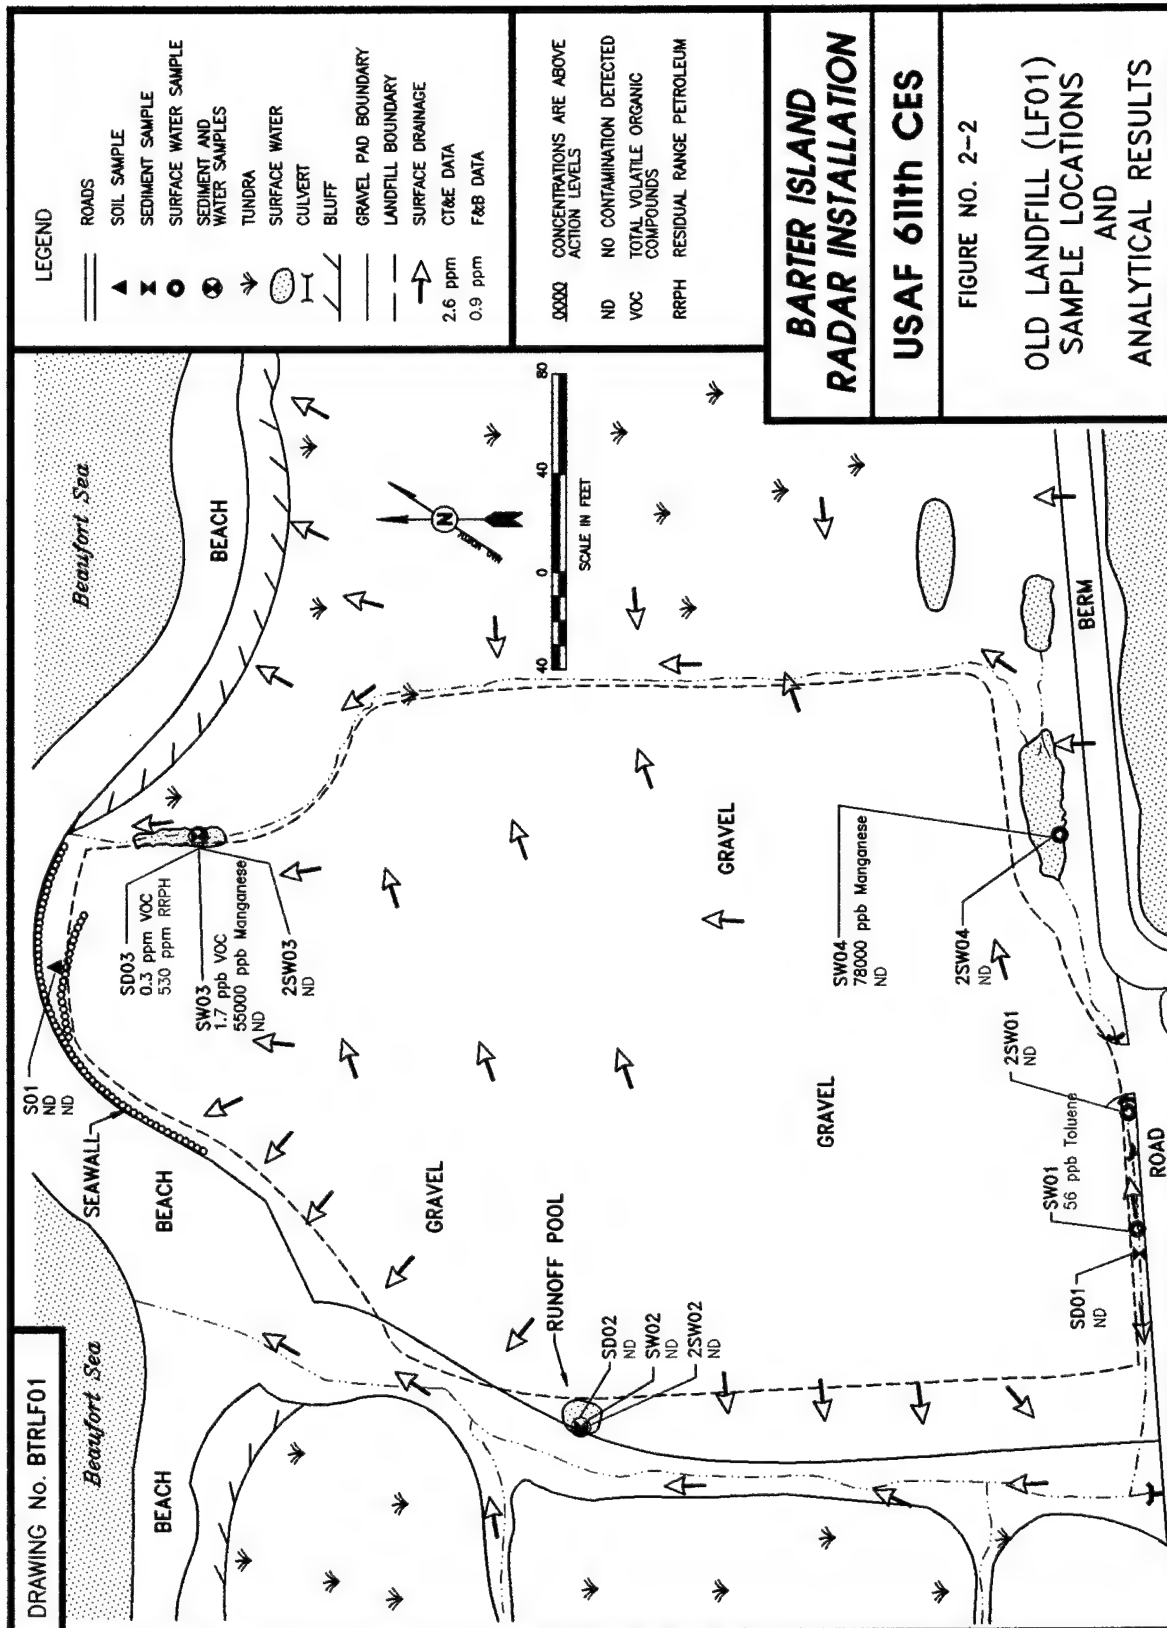 DRAWING No. BTRLF01
Beaufort Sea
BEACH
Beaufort Sea
BEACH
SEAWALL
BEACH
S01
ND
ND
SD03
0.3 ppm VOC
530 ppm RRPH
SW03
1.7 ppb VOC
55000 ppb Manganese
ND
2SW03
ND
GRAVEL
RUNOFF POOL
SD02
ND
SW02
ND
2SW02
ND
GRAVEL
GRAVEL
SW04
78000 ppb Manganese
ND
2SW04
ND
2SW01
ND
SW01
56 ppb Toluene
SD01
ND
ROAD
BERM
N
MAG NORTH
40 0 40 80
SCALE IN FEET
LEGEND
ROADS
SOIL SAMPLE
SEDIMENT SAMPLE
SURFACE WATER SAMPLE
SEDIMENT AND
WATER SAMPLES
TUNDRA
SURFACE WATER
CULVERT
BLUFF
GRAVEL PAD BOUNDARY
LANDFILL BOUNDARY
SURFACE DRAINAGE
2.6 ppm CT&E DATA
0.9 ppm F&B DATA
0000 CONCENTRATIONS ARE ABOVE
ACTION LEVELS
ND NO CONTAMINATION DETECTED
VOC TOTAL VOLATILE ORGANIC
COMPOUNDS
RRPH RESIDUAL RANGE PETROLEUM
BARTER ISLAND
RADAR INSTALLATION
USAF 611th CES
FIGURE NO. 2-2
OLD LANDFILL (LF01)
SAMPLE LOCATIONS
AND
ANALYTICAL RESULTS